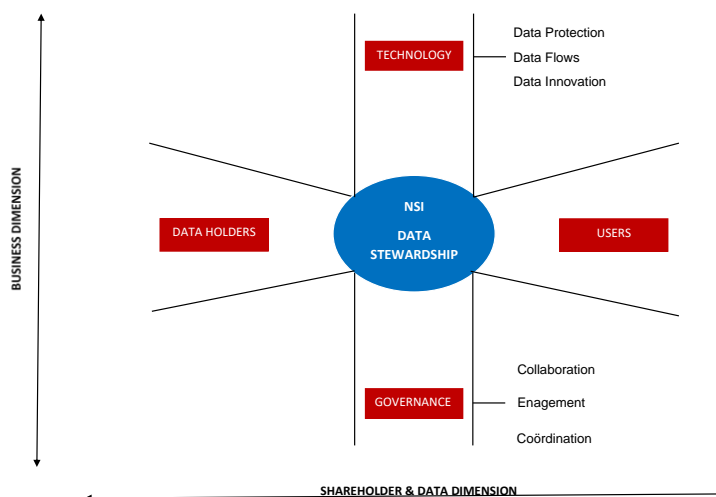 Data Protection
TECHNOLOGY
Data Flows
Data Innovation
BUSINESS DIMENSION
NSI
DATA
STEWARDSHIP
DATA HOLDERS
USERS
Collaboration
GOVERNANCE
Enagement
Coördination
SHAREHOLDER & DATA DIMENSION